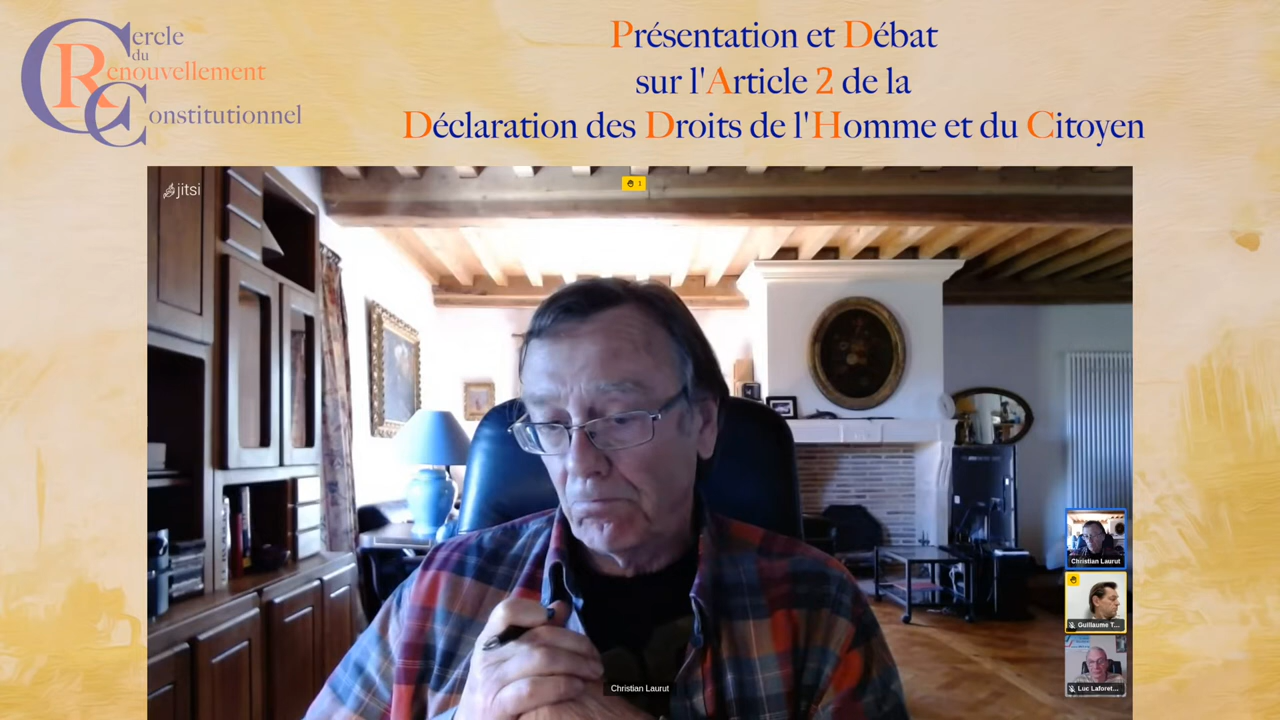 Cercle
du
Renouvellement
Constitutionnel
Présentation et Débat
sur l'Article 2 de la
Déclaration des Droits de l'Homme et du Citoyen
jitsi
1
Christian Laurut
Guillaume T...
Luc Laforet...
Christian Laurut